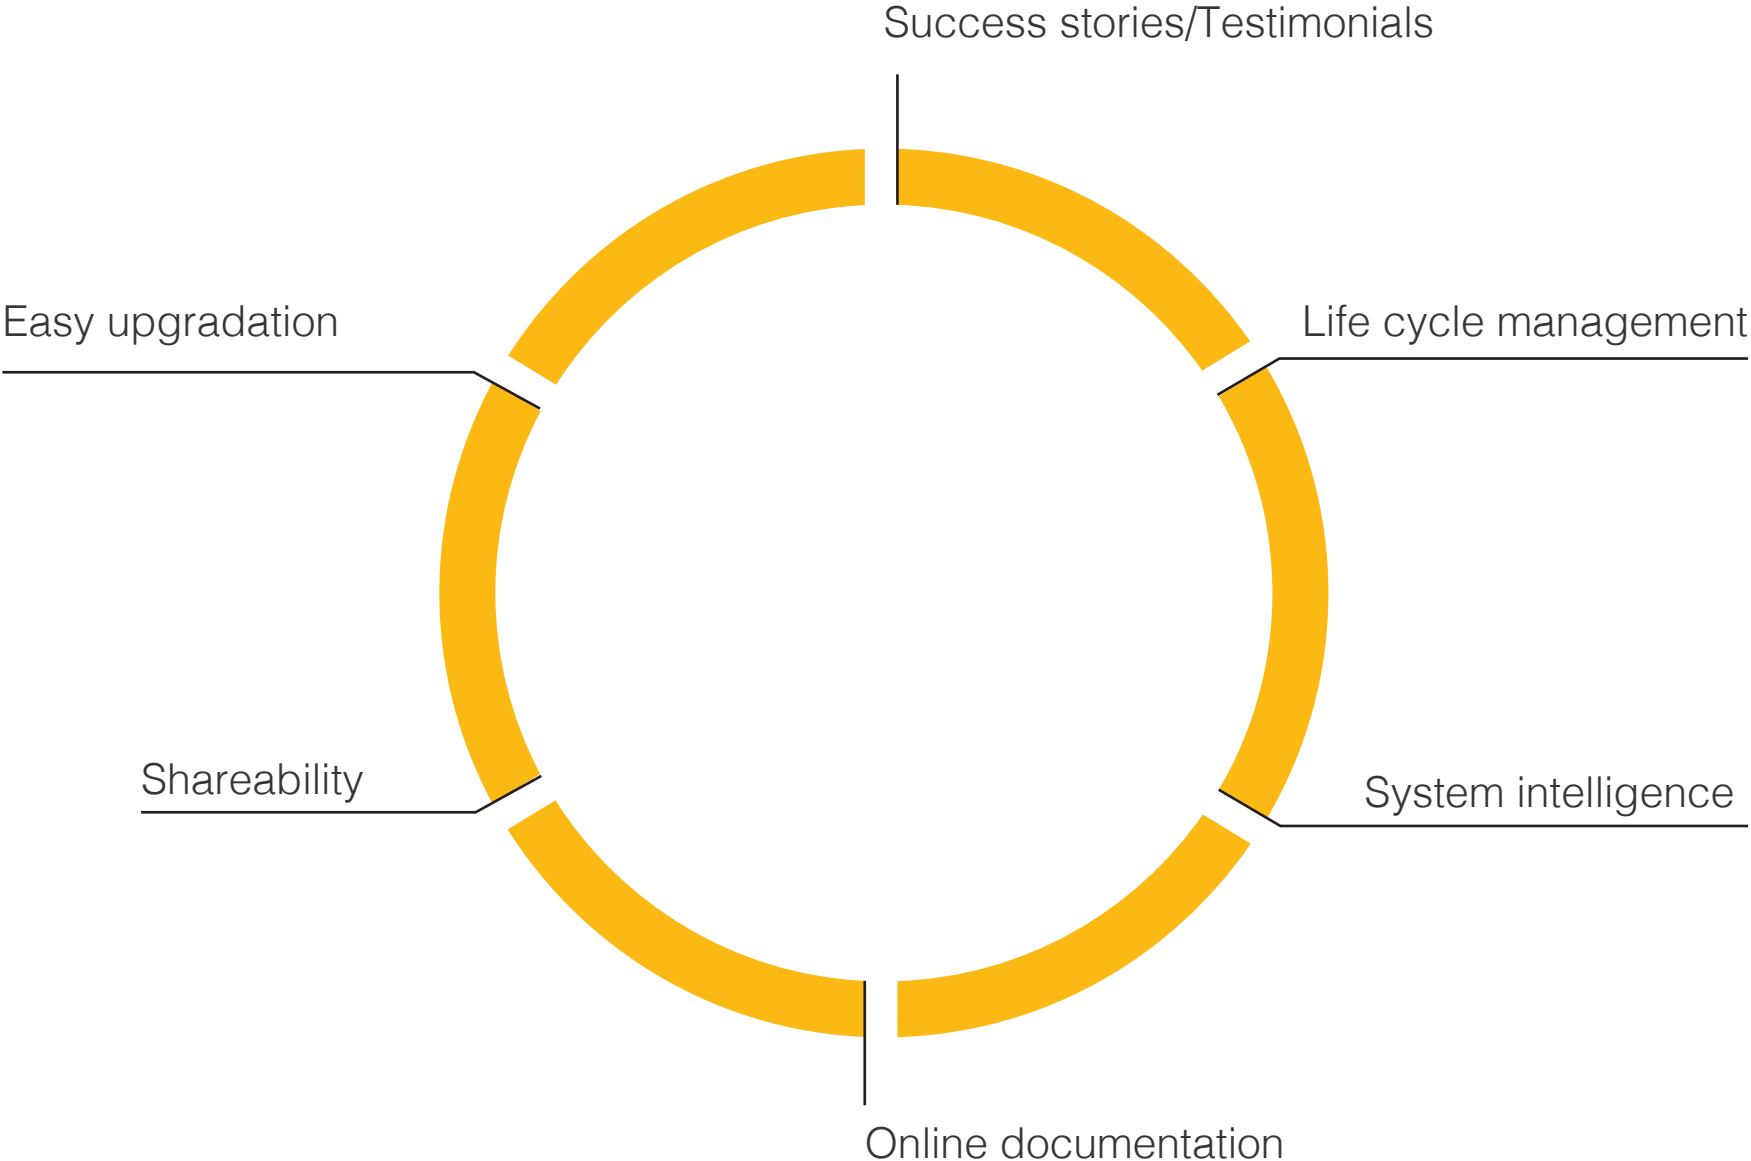 Success stories/Testimonials
Easy upgradation
Life cycle management
Shareability
System intelligence
Online documentation